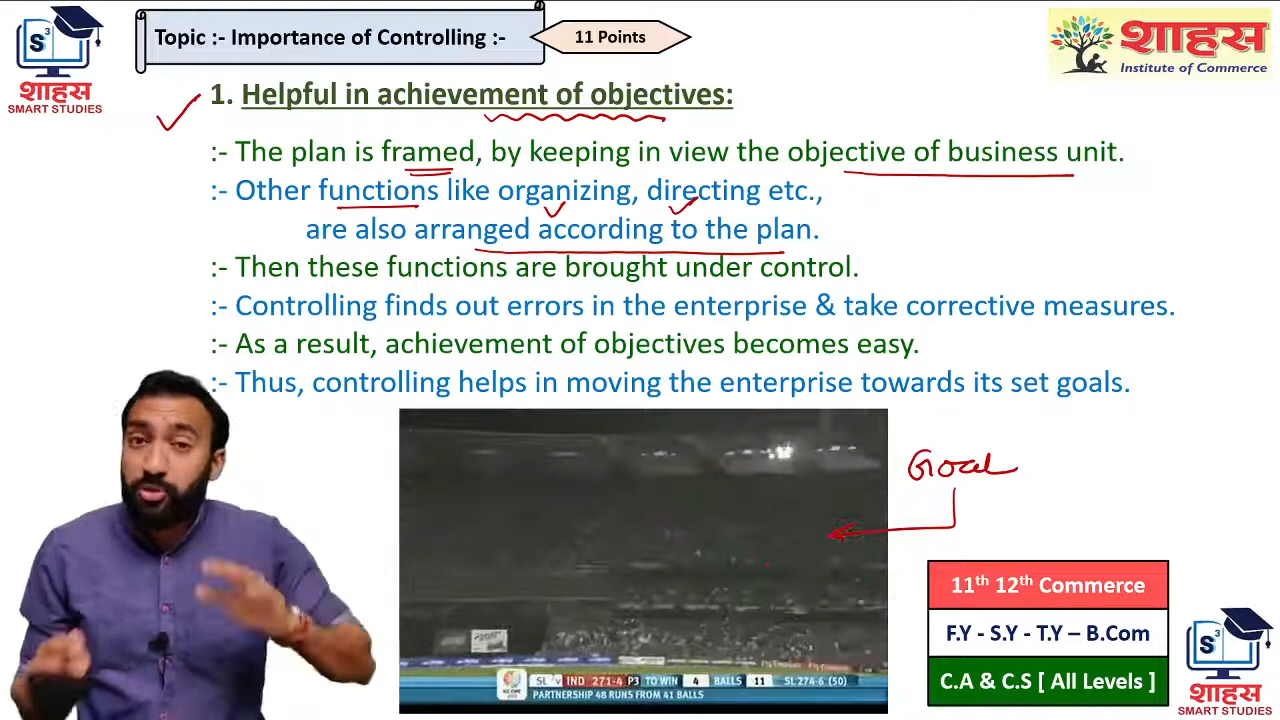 S³
शाहस
SMART STUDIES
Topic :- Importance of Controlling :-
11 Points
शाहस
Institute of Commerce
1. Helpful in achievement of objectives:
:- The plan is framed, by keeping in view the objective of business unit.
:- Other functions like organizing, directing etc.,
are also arranged according to the plan.
:- Then these functions are brought under control.
:- Controlling finds out errors in the enterprise & take corrective measures.
:- As a result, achievement of objectives becomes easy.
:- Thus, controlling helps in moving the enterprise towards its set goals.
Goal
SL v IND 271-4 P3 TO WIN 4 BALLS 11 SL 274-6 (50)
PARTNERSHIP 48 RUNS FROM 41 BALLS
11th 12th Commerce
F.Y - S.Y - T.Y – B.Com
C.A & C.S [ All Levels ]
S³
शाहस
SMART STUDIES